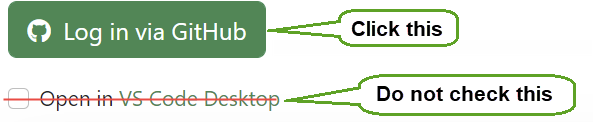 Log in via GitHub
Click this
Open in VS Code Desktop
Do not check this